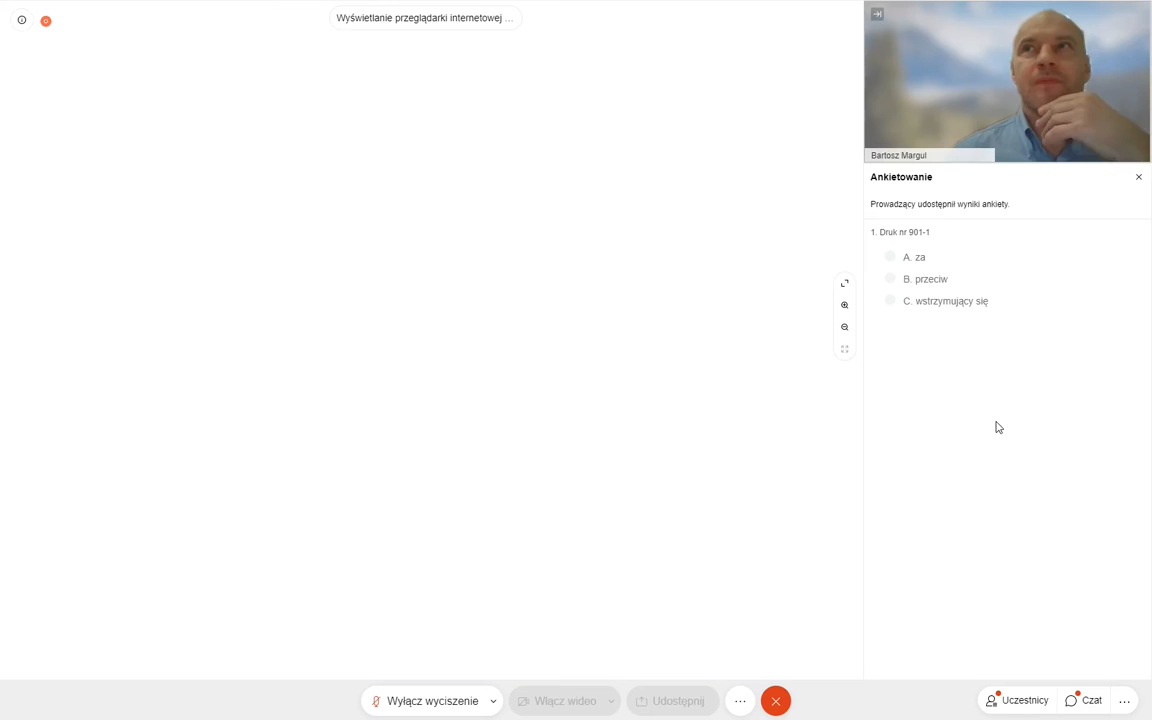 Wyświetlanie przeglądarki internetowej ...
Bartosz Margul
Ankietowanie
Prowadzący udostępnił wyniki ankiety.
1. Druk nr 901-1
A. za
B. przeciw
C. wstrzymujący się
Wyłącz wyciszenie
Włącz wideo
Udostępnij
Uczestnicy
Czat